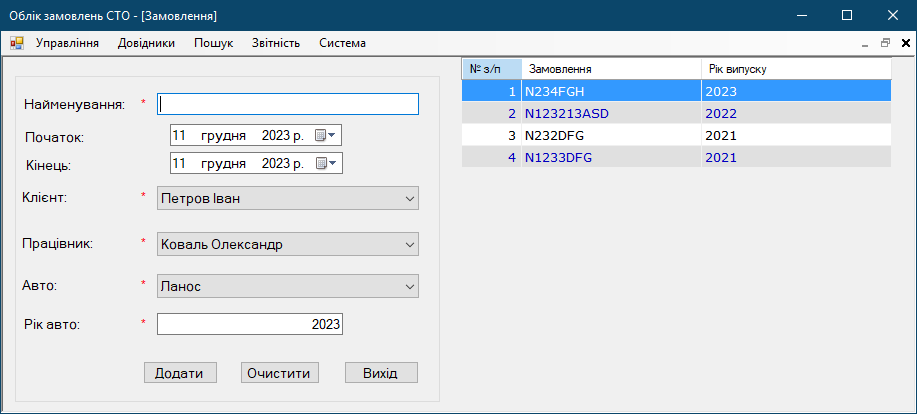 Облік замовлень СТО - [Замовлення]
Управління Довідники Пошук Звітність Система
Найменування: *
Початок: 11 грудня 2023 р.
Кінець: 11 грудня 2023 р.
Клієнт: * Петров Іван
Працівник: * Коваль Олександр
Авто: * Ланос
Рік авто: * 2023
Додати Очистити Вихід
№ з/п Замовлення Рік випуску
1 N234FGH 2023
2 N123213ASD 2022
3 N232DFG 2021
4 N1233DFG 2021